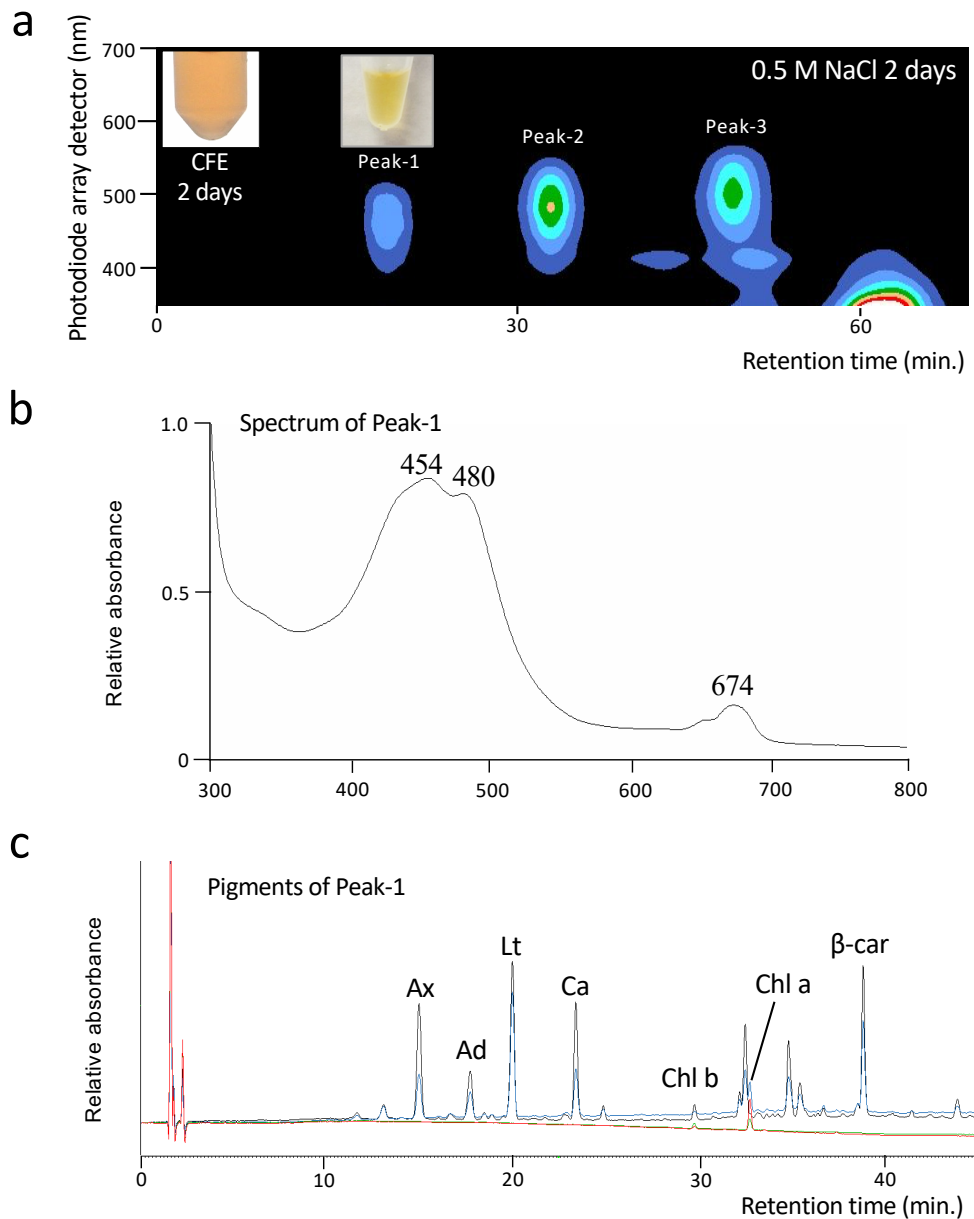 a
Photodiode array detector (nm)
700
600
500
400
CFE
2 days
Peak-1
Peak-2
Peak-3
0.5 M NaCl 2 days
0
30
60
Retention time (min.)
b
Spectrum of Peak-1
Relative absorbance
1.0
0.5
0
454
480
674
300
400
500
600
700
800
c
Pigments of Peak-1
Relative absorbance
Ax
Ad
Lt
Ca
Chl b
Chl a
β-car
0
10
20
30
40
Retention time (min.)